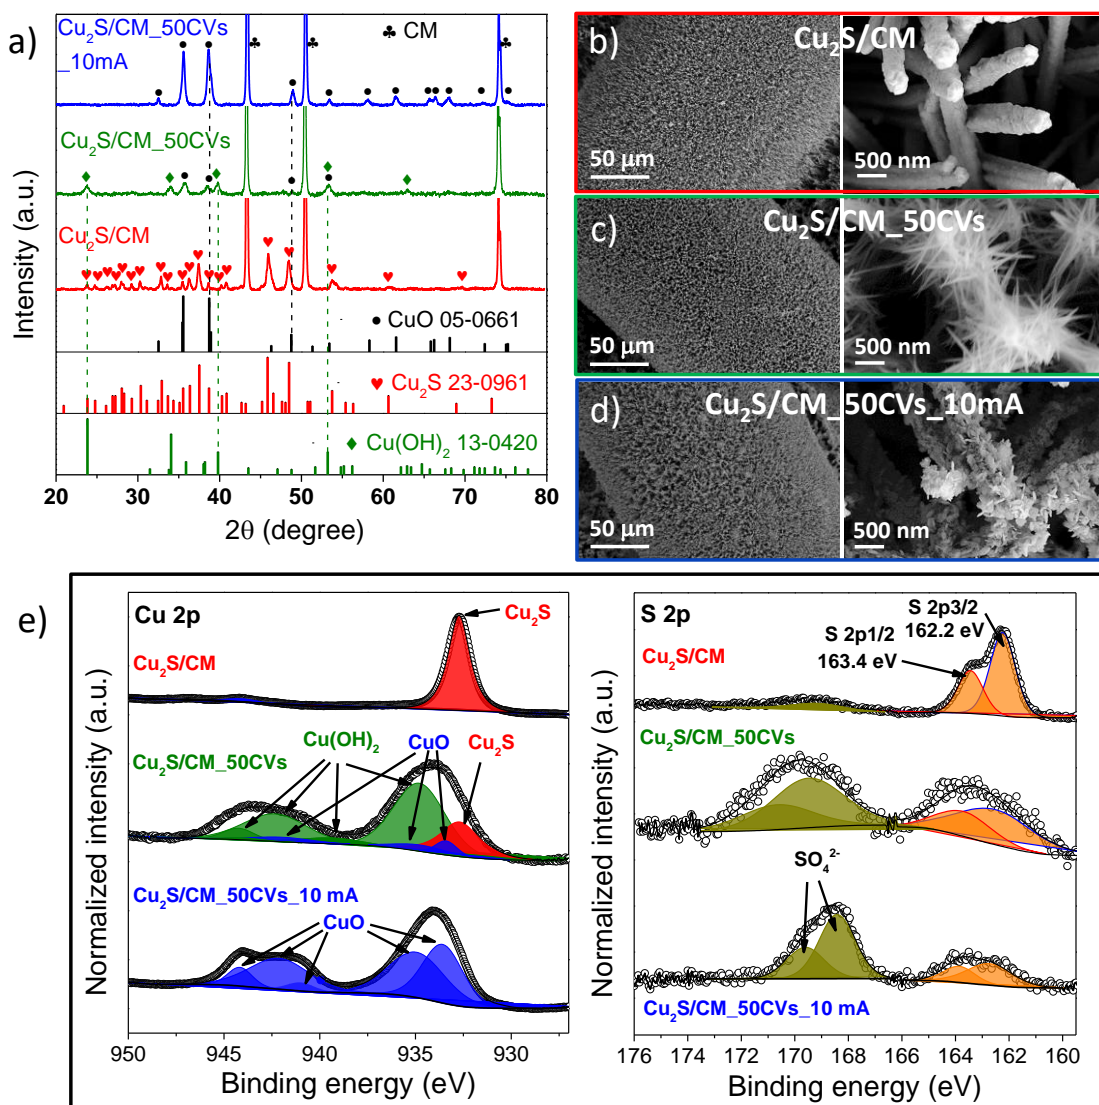 a)
Cu₂S/CM_50CVs
_10mA
♣ CM
Cu₂S/CM_50CVs
Cu₂S/CM
● CuO 05-0661
♥ Cu₂S 23-0961
♦ Cu(OH)₂ 13-0420
Intensity (a.u.)
20 30 40 50 60 70 80
2θ (degree)
b)
Cu₂S/CM
50 µm
500 nm
c)
Cu₂S/CM_50CVs
50 µm
500 nm
d)
Cu₂S/CM_50CVs_10mA
50 µm
500 nm
e)
Cu 2p
Cu₂S
Cu₂S/CM
Cu(OH)₂
CuO
Cu₂S
Cu₂S/CM_50CVs
Cu₂S/CM_50CVs_10 mA
CuO
Normalized intensity (a.u.)
950 945 940 935 930
Binding energy (eV)
S 2p
S 2p3/2
162.2 eV
S 2p1/2
163.4 eV
Cu₂S/CM
Cu₂S/CM_50CVs
SO₄²⁻
Cu₂S/CM_50CVs_10 mA
Normalized intensity (a.u.)
176 174 172 170 168 166 164 162 160
Binding energy (eV)